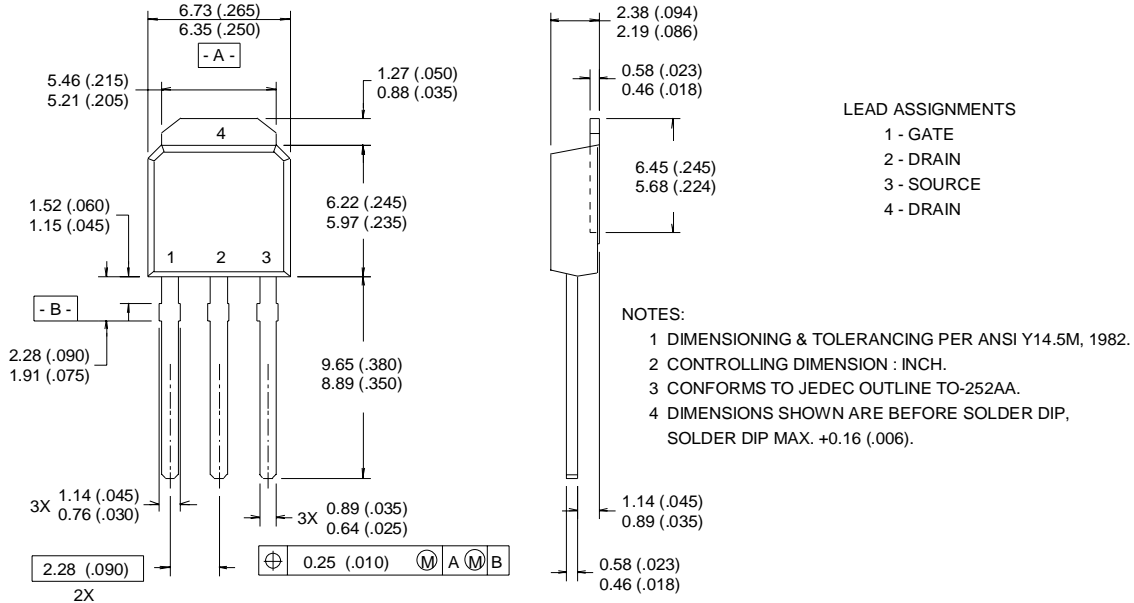 6.73 (.265)
6.35 (.250)
- A -
5.46 (.215)
5.21 (.205)
1.27 (.050)
0.88 (.035)
4
6.22 (.245)
5.97 (.235)
1.52 (.060)
1.15 (.045)
1 2 3
- B -
2.28 (.090)
1.91 (.075)
9.65 (.380)
8.89 (.350)
3X 1.14 (.045)
0.76 (.030)
3X 0.89 (.035)
0.64 (.025)
2.28 (.090)
2X
⌖ 0.25 (.010) Ⓜ A Ⓜ B
2.38 (.094)
2.19 (.086)
0.58 (.023)
0.46 (.018)
6.45 (.245)
5.68 (.224)
1.14 (.045)
0.89 (.035)
0.58 (.023)
0.46 (.018)
LEAD ASSIGNMENTS
1 - GATE
2 - DRAIN
3 - SOURCE
4 - DRAIN
NOTES:
1 DIMENSIONING & TOLERANCING PER ANSI Y14.5M, 1982.
2 CONTROLLING DIMENSION : INCH.
3 CONFORMS TO JEDEC OUTLINE TO-252AA.
4 DIMENSIONS SHOWN ARE BEFORE SOLDER DIP,
SOLDER DIP MAX. +0.16 (.006).